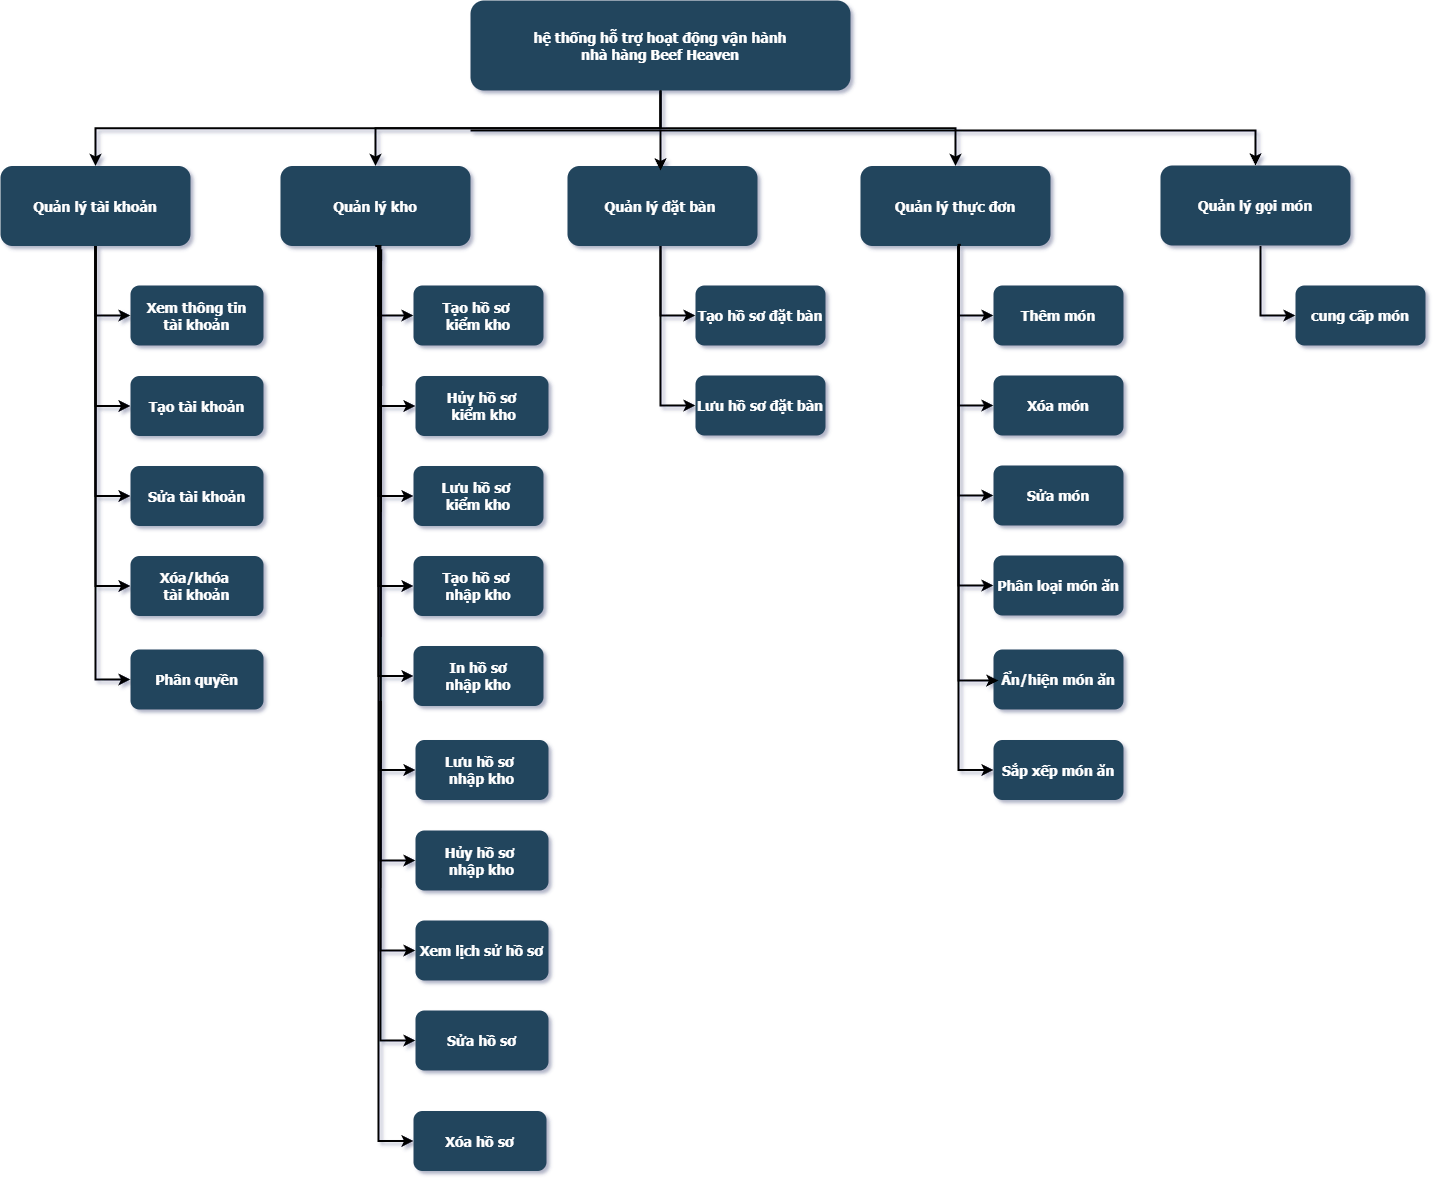 hệ thống hỗ trợ hoạt động vận hành
nhà hàng Beef Heaven
Quản lý tài khoản
Quản lý kho
Quản lý đặt bàn
Quản lý thực đơn
Quản lý gọi món
Xem thông tin
tài khoản
Tạo tài khoản
Sửa tài khoản
Xóa/khóa
tài khoản
Phân quyền
Tạo hồ sơ
kiểm kho
Hủy hồ sơ
kiểm kho
Lưu hồ sơ
kiểm kho
Tạo hồ sơ
nhập kho
In hồ sơ
nhập kho
Lưu hồ sơ
nhập kho
Hủy hồ sơ
nhập kho
Xem lịch sử hồ sơ
Sửa hồ sơ
Xóa hồ sơ
Tạo hồ sơ đặt bàn
Lưu hồ sơ đặt bàn
Thêm món
Xóa món
Sửa món
Phân loại món ăn
Ẩn/hiện món ăn
Sắp xếp món ăn
cung cấp món